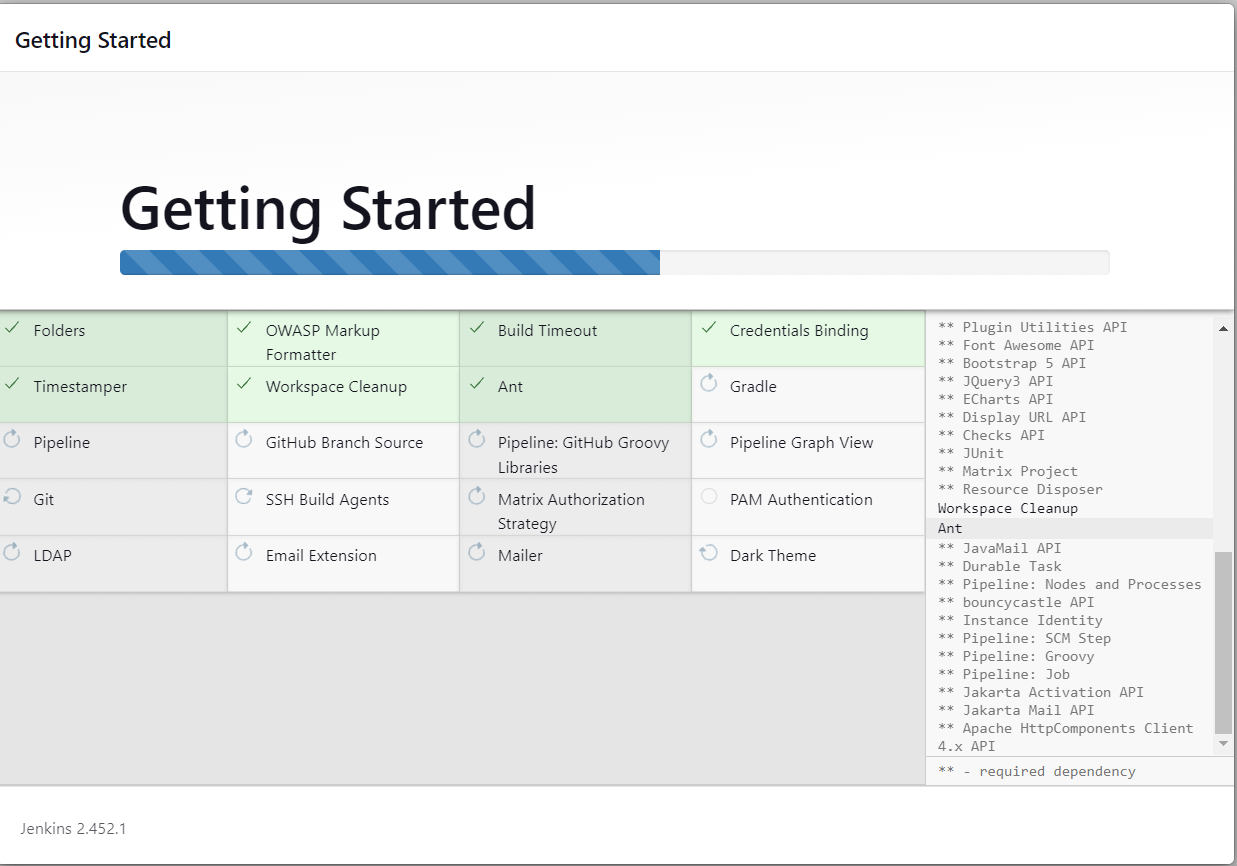 Getting Started
Getting Started
Folders
OWASP Markup
Formatter
Build Timeout
Credentials Binding
Timestamper
Workspace Cleanup
Ant
Gradle
Pipeline
GitHub Branch Source
Pipeline: GitHub Groovy
Libraries
Pipeline Graph View
Git
SSH Build Agents
Matrix Authorization
Strategy
PAM Authentication
LDAP
Email Extension
Mailer
Dark Theme
** Plugin Utilities API
** Font Awesome API
** Bootstrap 5 API
** JQuery3 API
** ECharts API
** Display URL API
** Checks API
** JUnit
** Matrix Project
** Resource Disposer
Workspace Cleanup
Ant
** JavaMail API
** Durable Task
** Pipeline: Nodes and Processes
** bouncycastle API
** Instance Identity
** Pipeline: SCM Step
** Pipeline: Groovy
** Pipeline: Job
** Jakarta Activation API
** Jakarta Mail API
** Apache HttpComponents Client
4.x API
** - required dependency
Jenkins 2.452.1